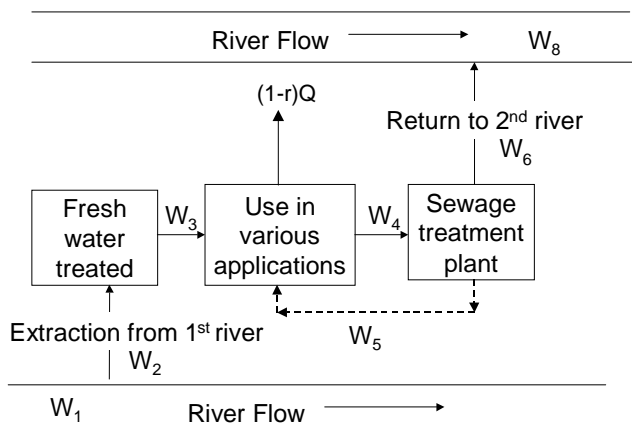 River Flow
W₈
(1-r)Q
Return to 2ⁿᵈ river
W₆
Fresh
water
treated
W₃
Use in
various
applications
W₄
Sewage
treatment
plant
W₅
Extraction from 1ˢᵗ river
W₂
W₁
River Flow